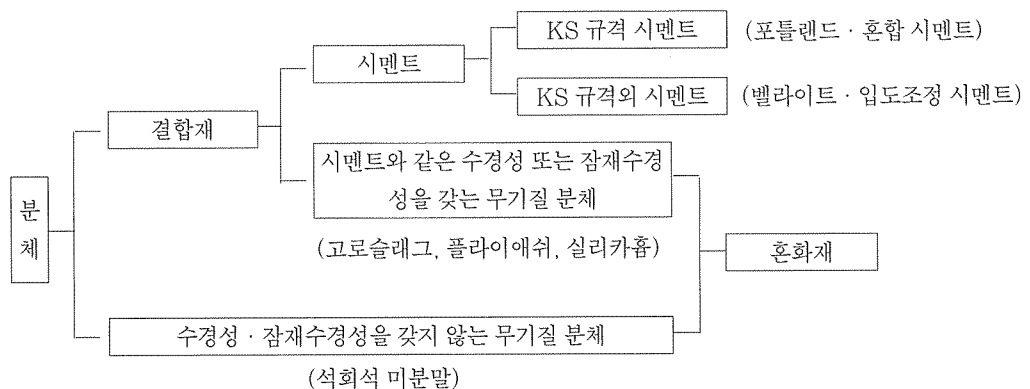 KS 규격 시멘트 (포틀랜드 · 혼합 시멘트)
시멘트
KS 규격외 시멘트 (벨라이트 · 입도조정 시멘트)
결합재
시멘트와 같은 수경성 또는 잠재수경
성을 갖는 무기질 분체
분
체
(고로슬래그, 플라이애쉬, 실리카흄)
혼화재
수경성 · 잠재수경성을 갖지 않는 무기질 분체
(석회석 미분말)